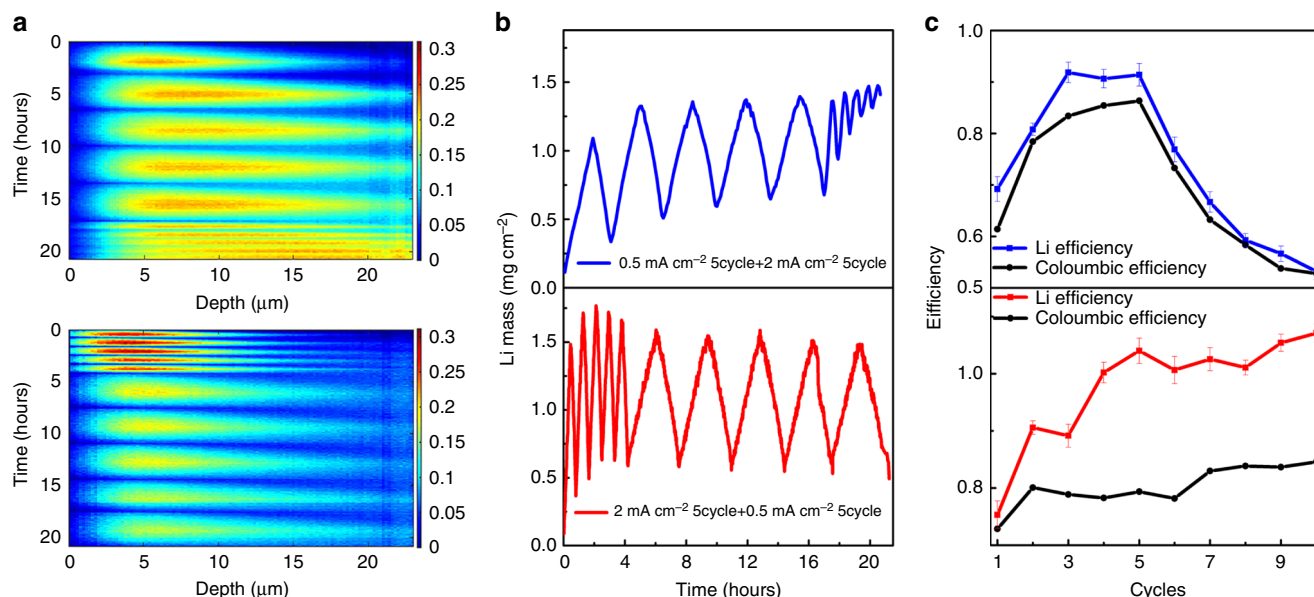 a
0
5
10
15
20
Time (hours)
0 5 10 15 20
Depth (μm)
0.3
0.25
0.2
0.15
0.1
0.05
0
0
5
10
15
20
Time (hours)
0 5 10 15 20
Depth (μm)
0.3
0.25
0.2
0.15
0.1
0.05
0
b
Li mass (mg cm⁻²)
1.5
1.0
0.5
0.0
0.5 mA cm⁻² 5cycle+2 mA cm⁻² 5cycle
1.5
1.0
0.5
0.0
2 mA cm⁻² 5cycle+0.5 mA cm⁻² 5cycle
0 4 8 12 16 20
Time (hours)
c
Eifficiency
1.0
0.8
0.6
0.5
Li efficiency
Coloumbic efficiency
Li efficiency
Coloumbic efficiency
1.0
0.8
1 3 5 7 9
Cycles